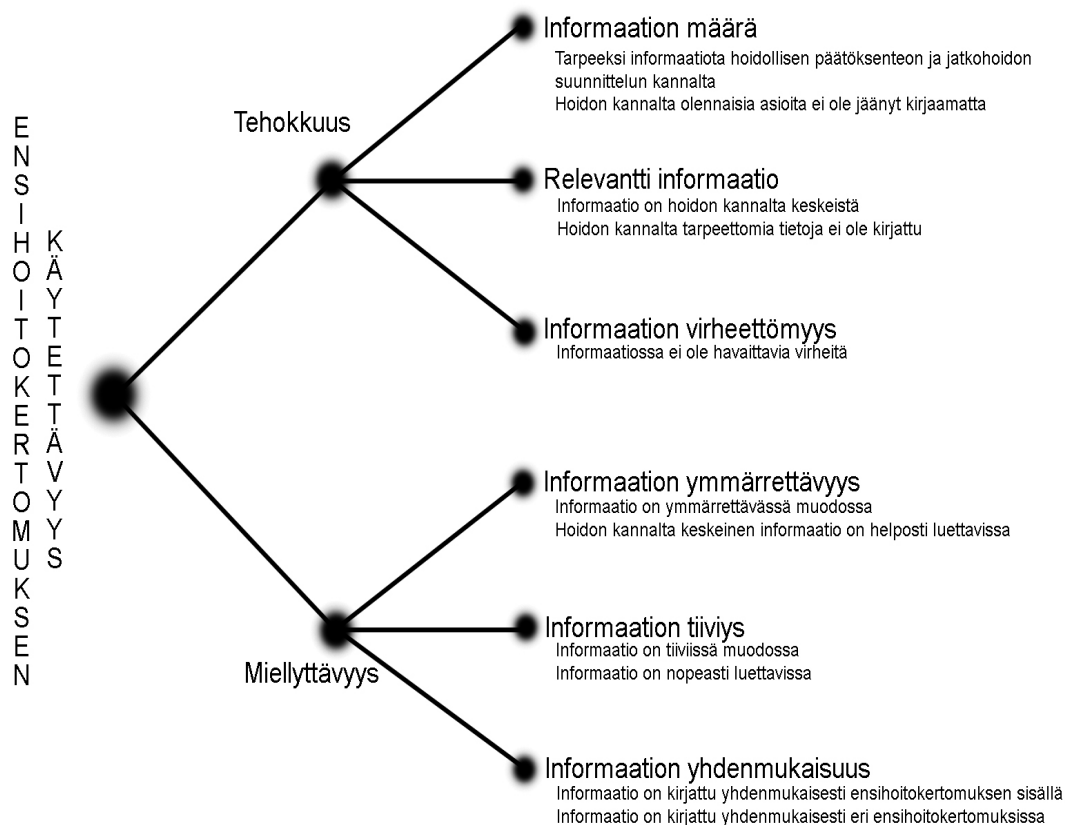 ENSIHOITOKERTOMUKSEN
KÄYTETTÄVYYS
Tehokkuus
Informaation määrä
Tarpeeksi informaatiota hoidollisen päätöksenteon ja jatkohoidon
suunnittelun kannalta
Hoidon kannalta olennaisia asioita ei ole jäänyt kirjaamatta
Relevantti informaatio
Informaatio on hoidon kannalta keskeistä
Hoidon kannalta tarpeettomia tietoja ei ole kirjattu
Informaation virheettömyys
Informaatiossa ei ole havaittavia virheitä
Miellyttävyys
Informaation ymmärrettävyys
Informaatio on ymmärrettävässä muodossa
Hoidon kannalta keskeinen informaatio on helposti luettavissa
Informaation tiiviys
Informaatio on tiiviissä muodossa
Informaatio on nopeasti luettavissa
Informaation yhdenmukaisuus
Informaatio on kirjattu yhdenmukaisesti ensihoitokertomuksen sisällä
Informaatio on kirjattu yhdenmukaisesti eri ensihoitokertomuksissa